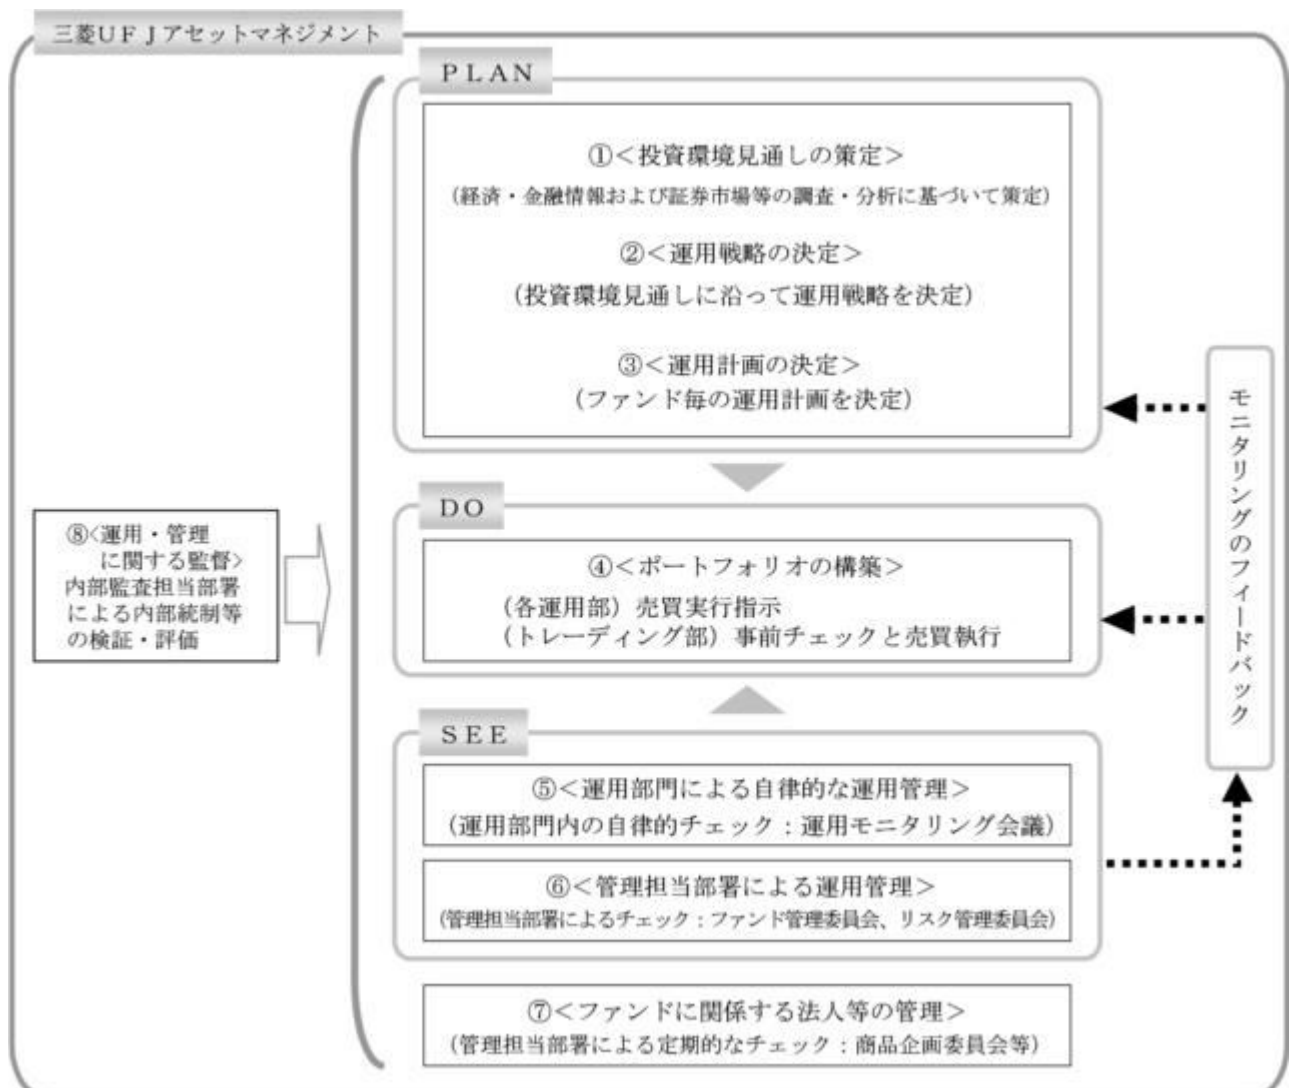 三菱ＵＦＪアセットマネジメント
ＰＬＡＮ
①＜投資環境見通しの策定＞
（経済・金融情報および証券市場等の調査・分析に基づいて策定）
②＜運用戦略の決定＞
（投資環境見通しに沿って運用戦略を決定）
③＜運用計画の決定＞
（ファンド毎の運用計画を決定）
ＤＯ
④＜ポートフォリオの構築＞
（各運用部）売買実行指示
（トレーディング部）事前チェックと売買執行
ＳＥＥ
⑤＜運用部門による自律的な運用管理＞
（運用部門内の自律的チェック：運用モニタリング会議）
⑥＜管理担当部署による運用管理＞
（管理担当部署によるチェック：ファンド管理委員会、リスク管理委員会）
⑦＜ファンドに関係する法人等の管理＞
（管理担当部署による定期的なチェック：商品企画委員会等）
⑧＜運用・管理
に関する監督＞
内部監査担当部署
による内部統制等
の検証・評価
モニタリングのフィードバック